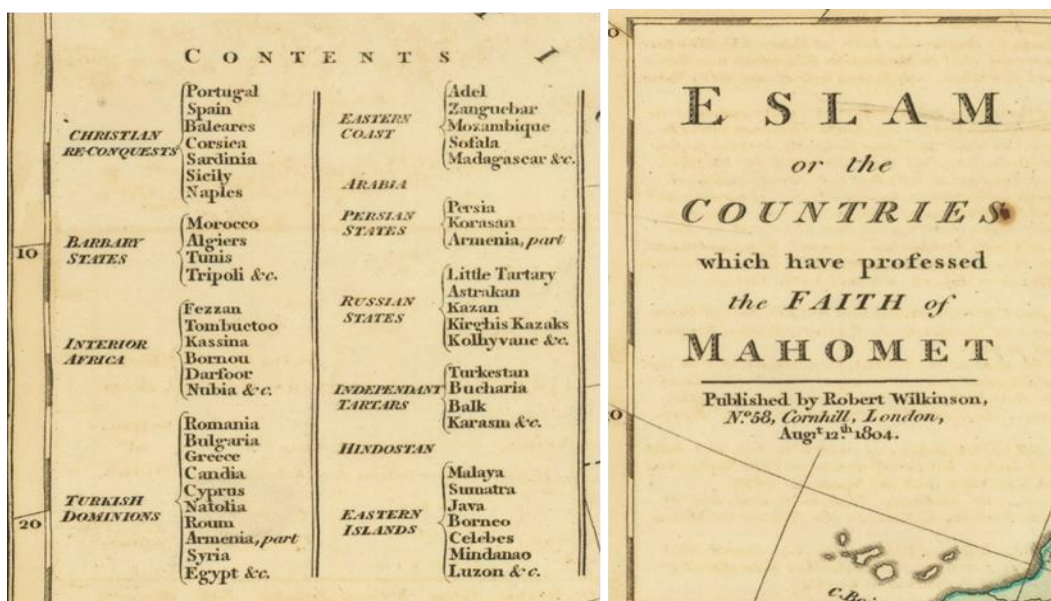 CONTENTS
CHRISTIAN
RE-CONQUESTS
Portugal
Spain
Baleares
Corsica
Sardinia
Sicily
Naples
BARBARY
STATES
Morocco
Algiers
Tunis
Tripoli &c.
INTERIOR
AFRICA
Fezzan
Tombuctoo
Kassina
Bornou
Darfoor
Nubia &c.
TURKISH
DOMINIONS
Romania
Bulgaria
Greece
Candia
Cyprus
Natolia
Roum
Armenia, part
Syria
Egypt &c.
EASTERN
COAST
Adel
Zanguebar
Mozambique
Sofala
Madagascar &c.
ARABIA
PERSIAN
STATES
Persia
Korasan
Armenia, part
RUSSIAN
STATES
Little Tartary
Astrakan
Kazan
Kirghis Kazaks
Kolhyvane &c.
INDEPENDANT
TARTARS
Turkestan
Bucharia
Balk
Karasm &c.
HINDOSTAN
EASTERN
ISLANDS
Malaya
Sumatra
Java
Borneo
Celebes
Mindanao
Luzon &c.
10
20
ESLAM
or the
COUNTRIES
which have professed
the FAITH of
MAHOMET
Published by Robert Wilkinson,
No. 58, Cornhill, London,
Augt. 12th. 1804.